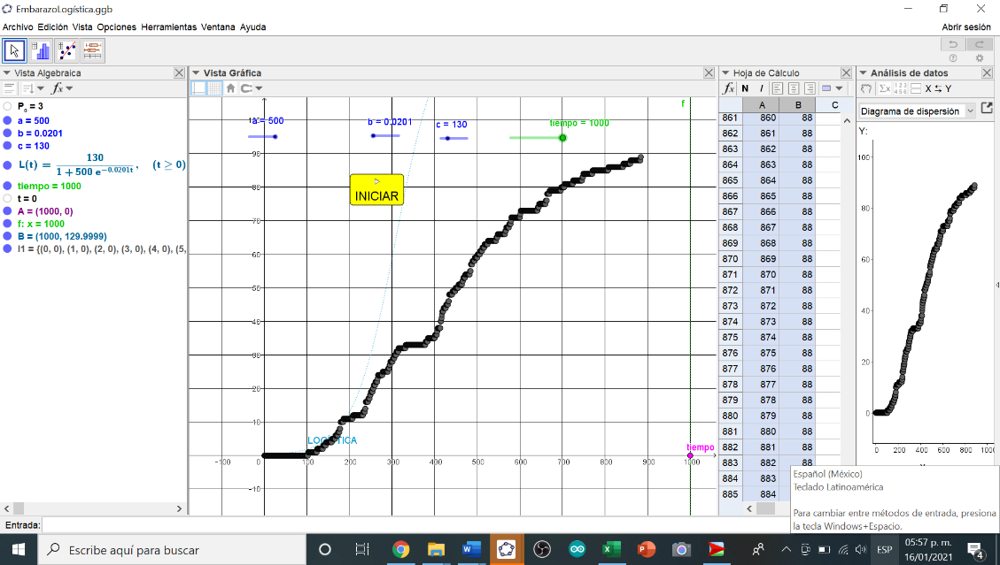 EmbarazoLogística.ggb
Archivo Edición Vista Opciones Herramientas Ventana Ayuda
Abrir sesión
Vista Algebraica
P₀ = 3
a = 500
b = 0.0201
c = 130
L(t) = 130 / 1 + 500 e^−0.0201t , (t ≥ 0)
tiempo = 1000
t = 0
A = (1000, 0)
f: x = 1000
B = (1000, 129.9999)
l1 = {(0, 0), (1, 0), (2, 0), (3, 0), (4, 0), (5,
Vista Gráfica
a = 500
b = 0.0201
c = 130
tiempo = 1000
f
INICIAR
90
80
70
60
50
40
30
20
10
LOGÍSTICA
tiempo
-100 0 100 200 300 400 500 600 700 800 900 1000
-10
Hoja de Cálculo
fx N I
A B C
861 860 88
862 861 88
863 862 88
864 863 88
865 864 88
866 865 88
867 866 88
868 867 88
869 868 88
870 869 88
871 870 88
872 871 88
873 872 88
874 873 88
875 874 88
876 875 88
877 876 88
878 877 88
879 878 88
880 879 88
881 880 88
882 881 88
883 882
884 883
885 884
Análisis de datos
Σx 123 456 X ⇆ Y
Diagrama de dispersión
Y:
100
80
60
40
20
0
0 200 400 600 800 1000
4
Español (México)
Teclado Latinoamérica
Para cambiar entre métodos de entrada, presiona
la tecla Windows+Espacio.
Entrada:
Escribe aquí para buscar
ESP
05:57 p. m.
16/01/2021
4